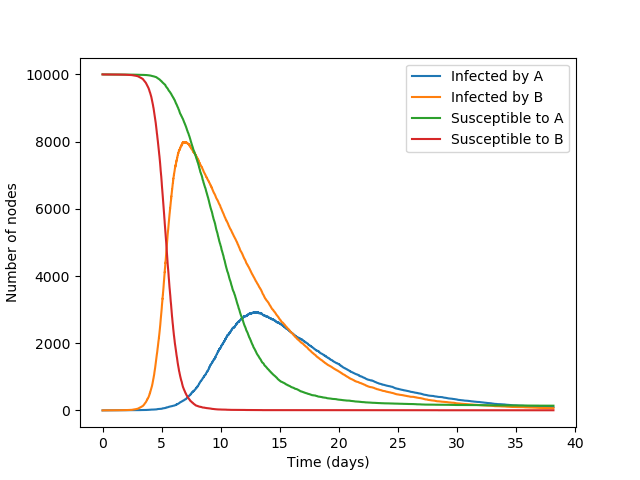 Infected by A
Infected by B
Susceptible to A
Susceptible to B
10000
8000
6000
4000
2000
0
Number of nodes
0 5 10 15 20 25 30 35 40
Time (days)